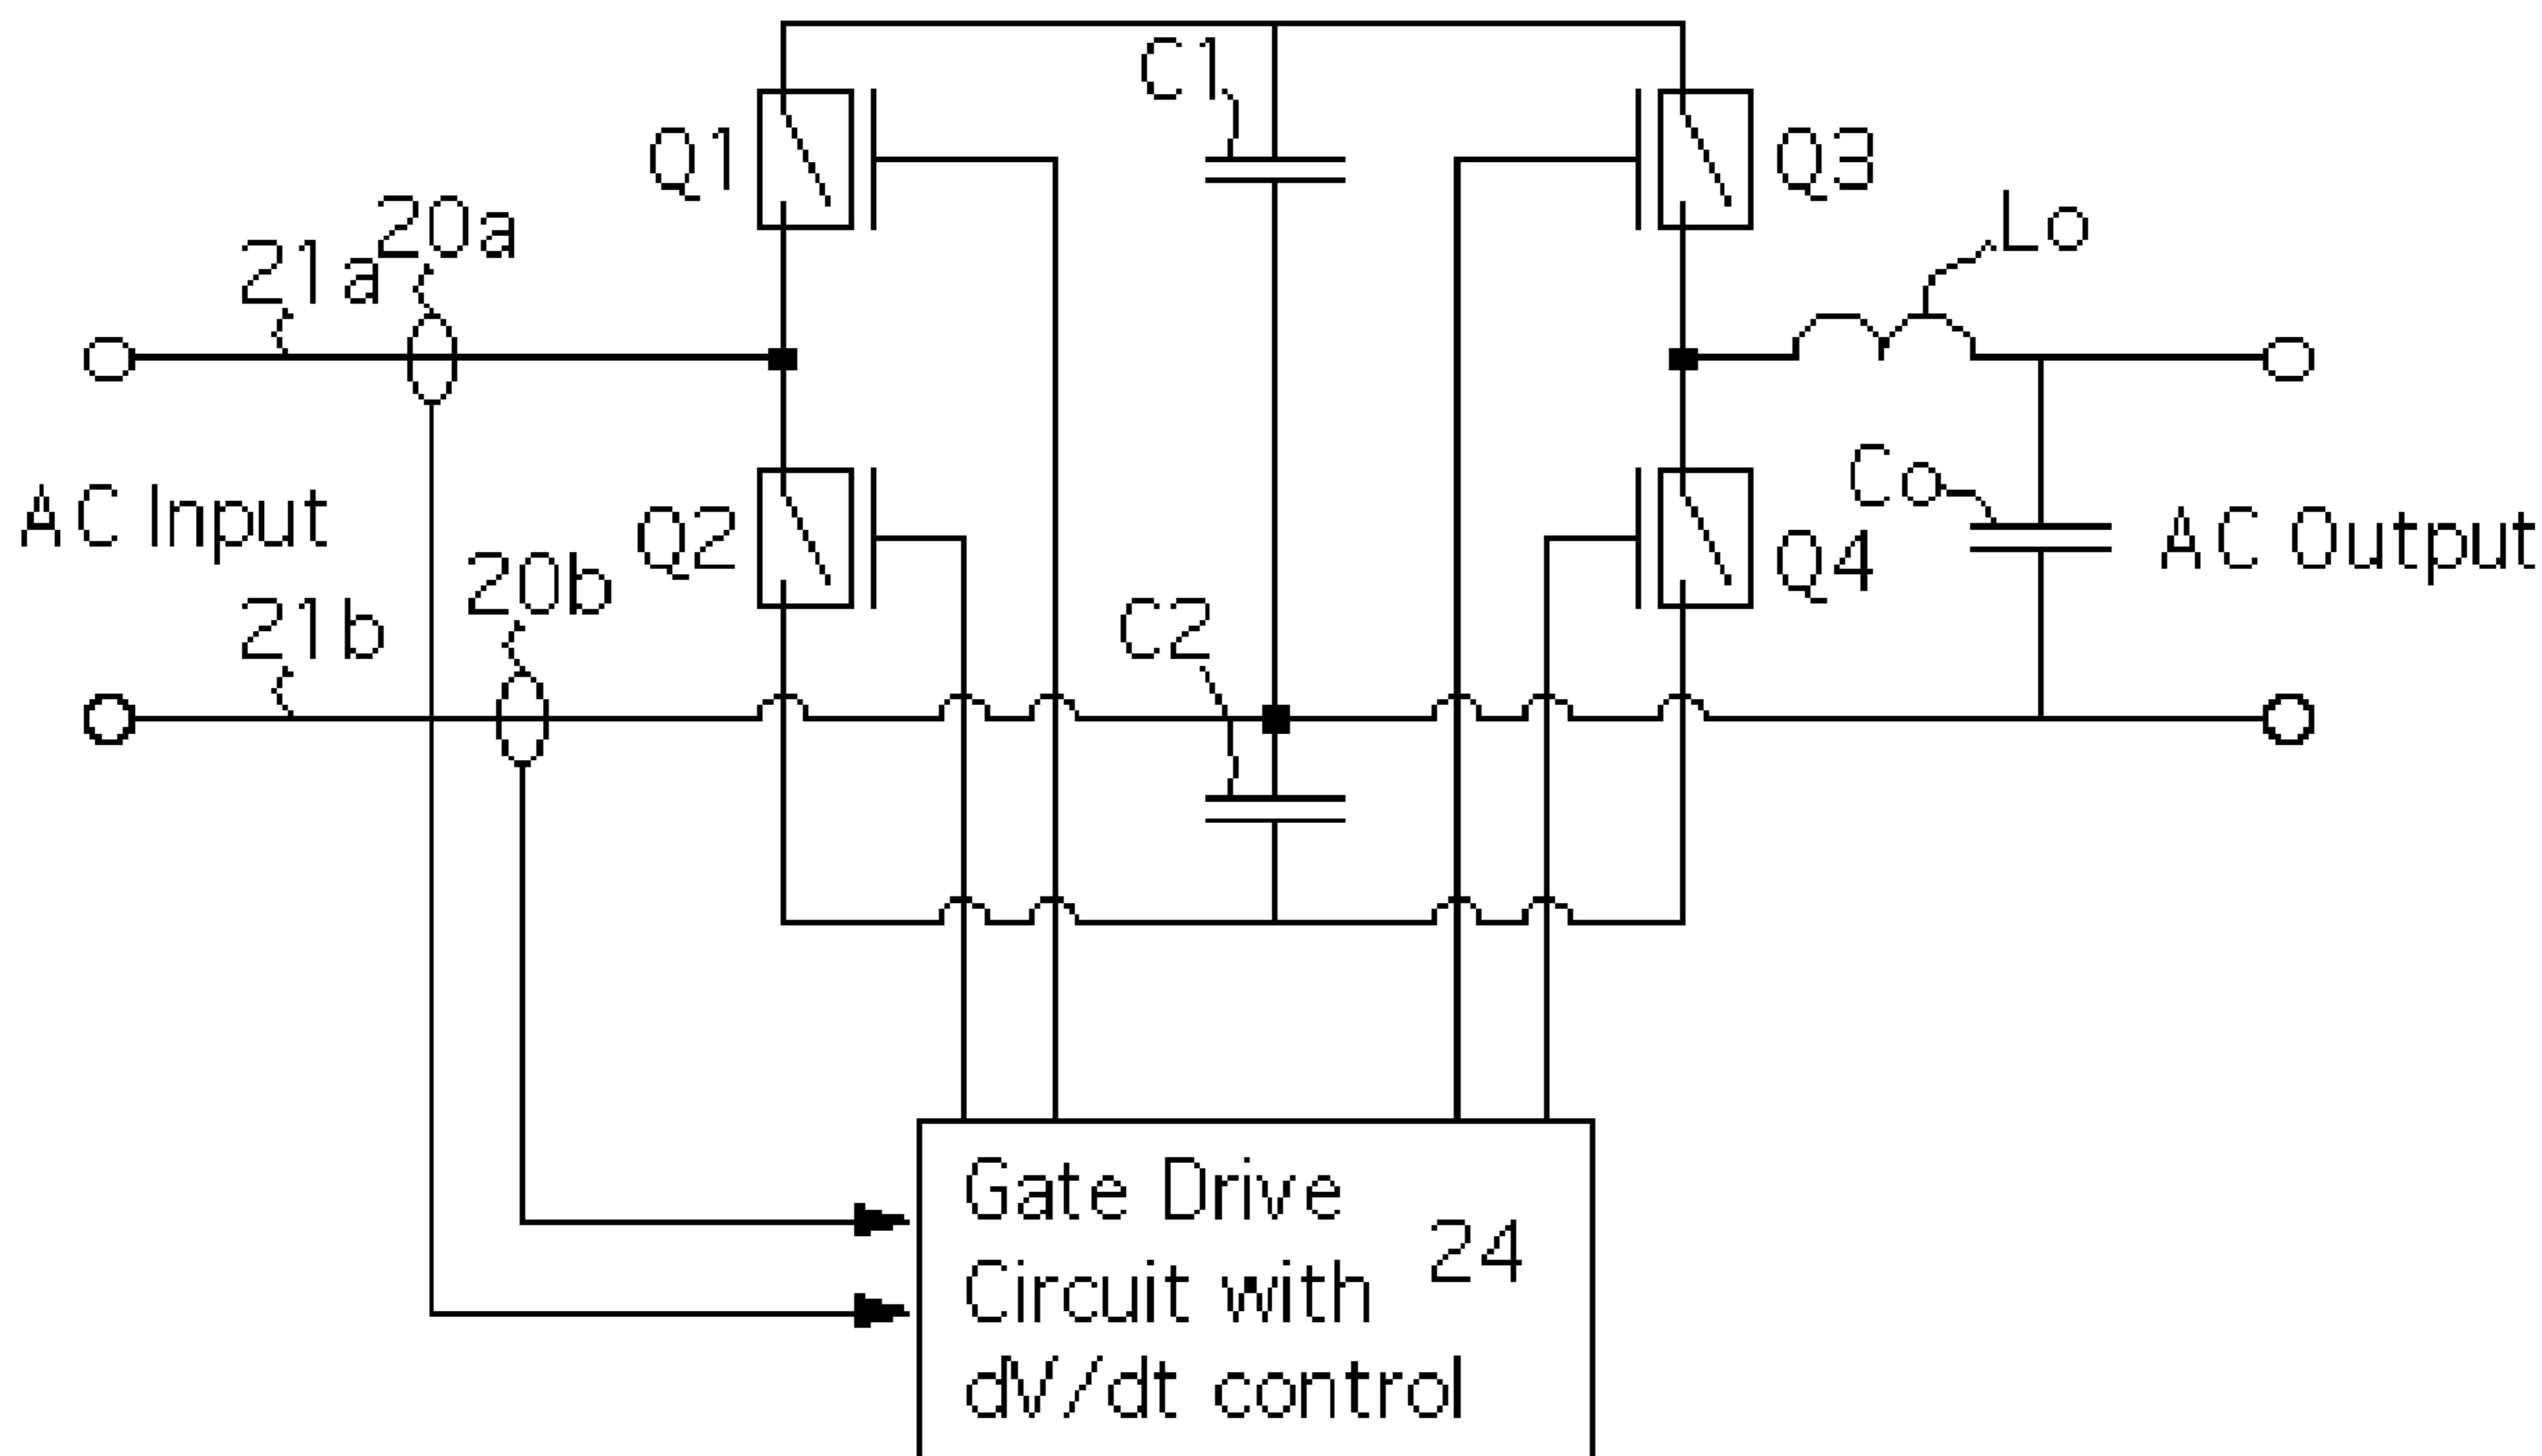 C1
Q1
Q3
20a
Lo
21a
Co
AC Input
Q2
AC Output
20b
Q4
21b
C2
Gate Drive
24
Circuit with
dV/dt control